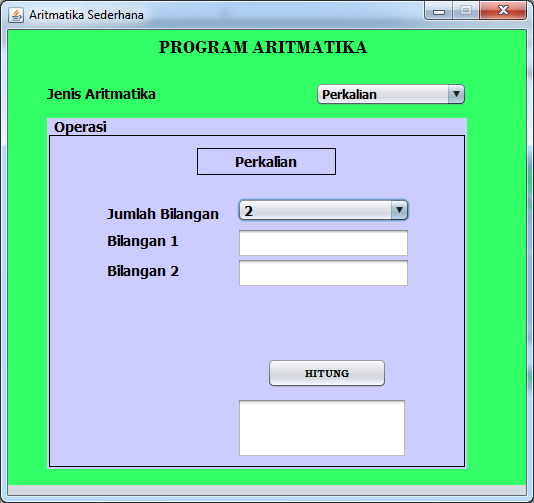 Aritmatika Sederhana
PROGRAM ARITMATIKA
Jenis Aritmatika Perkalian
Operasi
Perkalian
Jumlah Bilangan 2
Bilangan 1
Bilangan 2
HITUNG